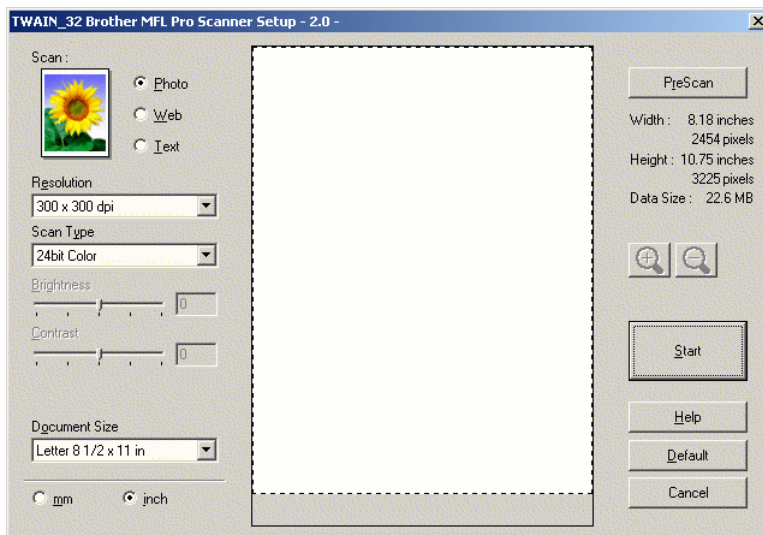 TWAIN_32 Brother MFL Pro Scanner Setup - 2.0 -
Scan :
Photo
Web
Text
Resolution
300 x 300 dpi
Scan Type
24bit Color
Brightness
0
Contrast
0
Document Size
Letter 8 1/2 x 11 in
mm inch
PreScan
Width : 8.18 inches
2454 pixels
Height : 10.75 inches
3225 pixels
Data Size : 22.6 MB
Start
Help
Default
Cancel